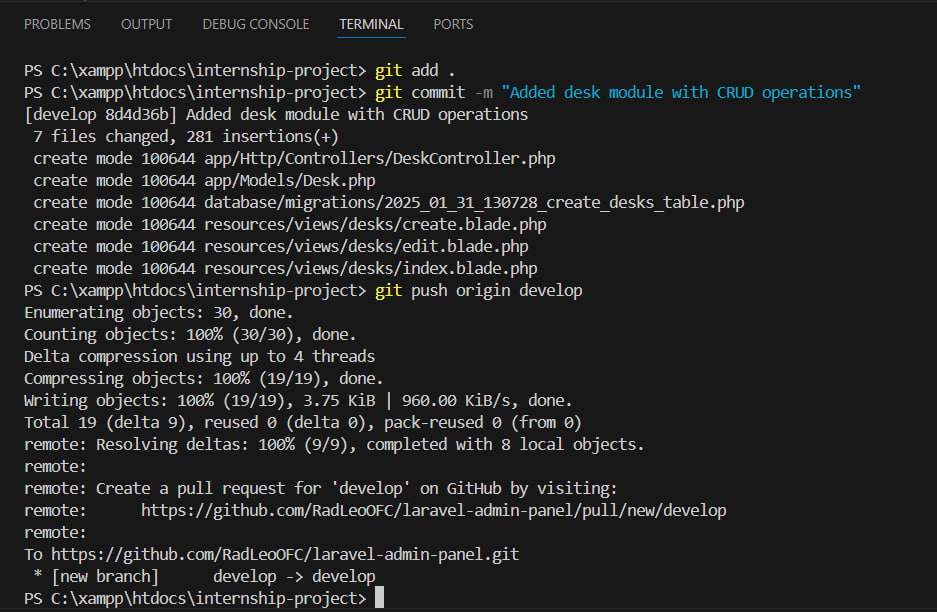 PROBLEMS OUTPUT DEBUG CONSOLE TERMINAL PORTS
PS C:\xampp\htdocs\internship-project> git add .
PS C:\xampp\htdocs\internship-project> git commit -m "Added desk module with CRUD operations"
[develop 8d4d36b] Added desk module with CRUD operations
 7 files changed, 281 insertions(+)
 create mode 100644 app/Http/Controllers/DeskController.php
 create mode 100644 app/Models/Desk.php
 create mode 100644 database/migrations/2025_01_31_130728_create_desks_table.php
 create mode 100644 resources/views/desks/create.blade.php
 create mode 100644 resources/views/desks/edit.blade.php
 create mode 100644 resources/views/desks/index.blade.php
PS C:\xampp\htdocs\internship-project> git push origin develop
Enumerating objects: 30, done.
Counting objects: 100% (30/30), done.
Delta compression using up to 4 threads
Compressing objects: 100% (19/19), done.
Writing objects: 100% (19/19), 3.75 KiB | 960.00 KiB/s, done.
Total 19 (delta 9), reused 0 (delta 0), pack-reused 0 (from 0)
remote: Resolving deltas: 100% (9/9), completed with 8 local objects.
remote:
remote: Create a pull request for 'develop' on GitHub by visiting:
remote:      https://github.com/RadLeoOFC/laravel-admin-panel/pull/new/develop
remote:
To https://github.com/RadLeoOFC/laravel-admin-panel.git
 * [new branch]      develop -> develop
PS C:\xampp\htdocs\internship-project>